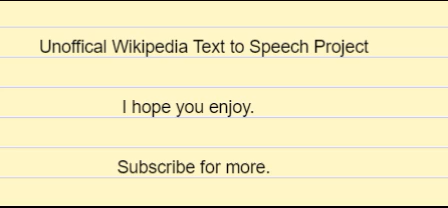 Unoffical Wikipedia Text to Speech Project
I hope you enjoy.
Subscribe for more.